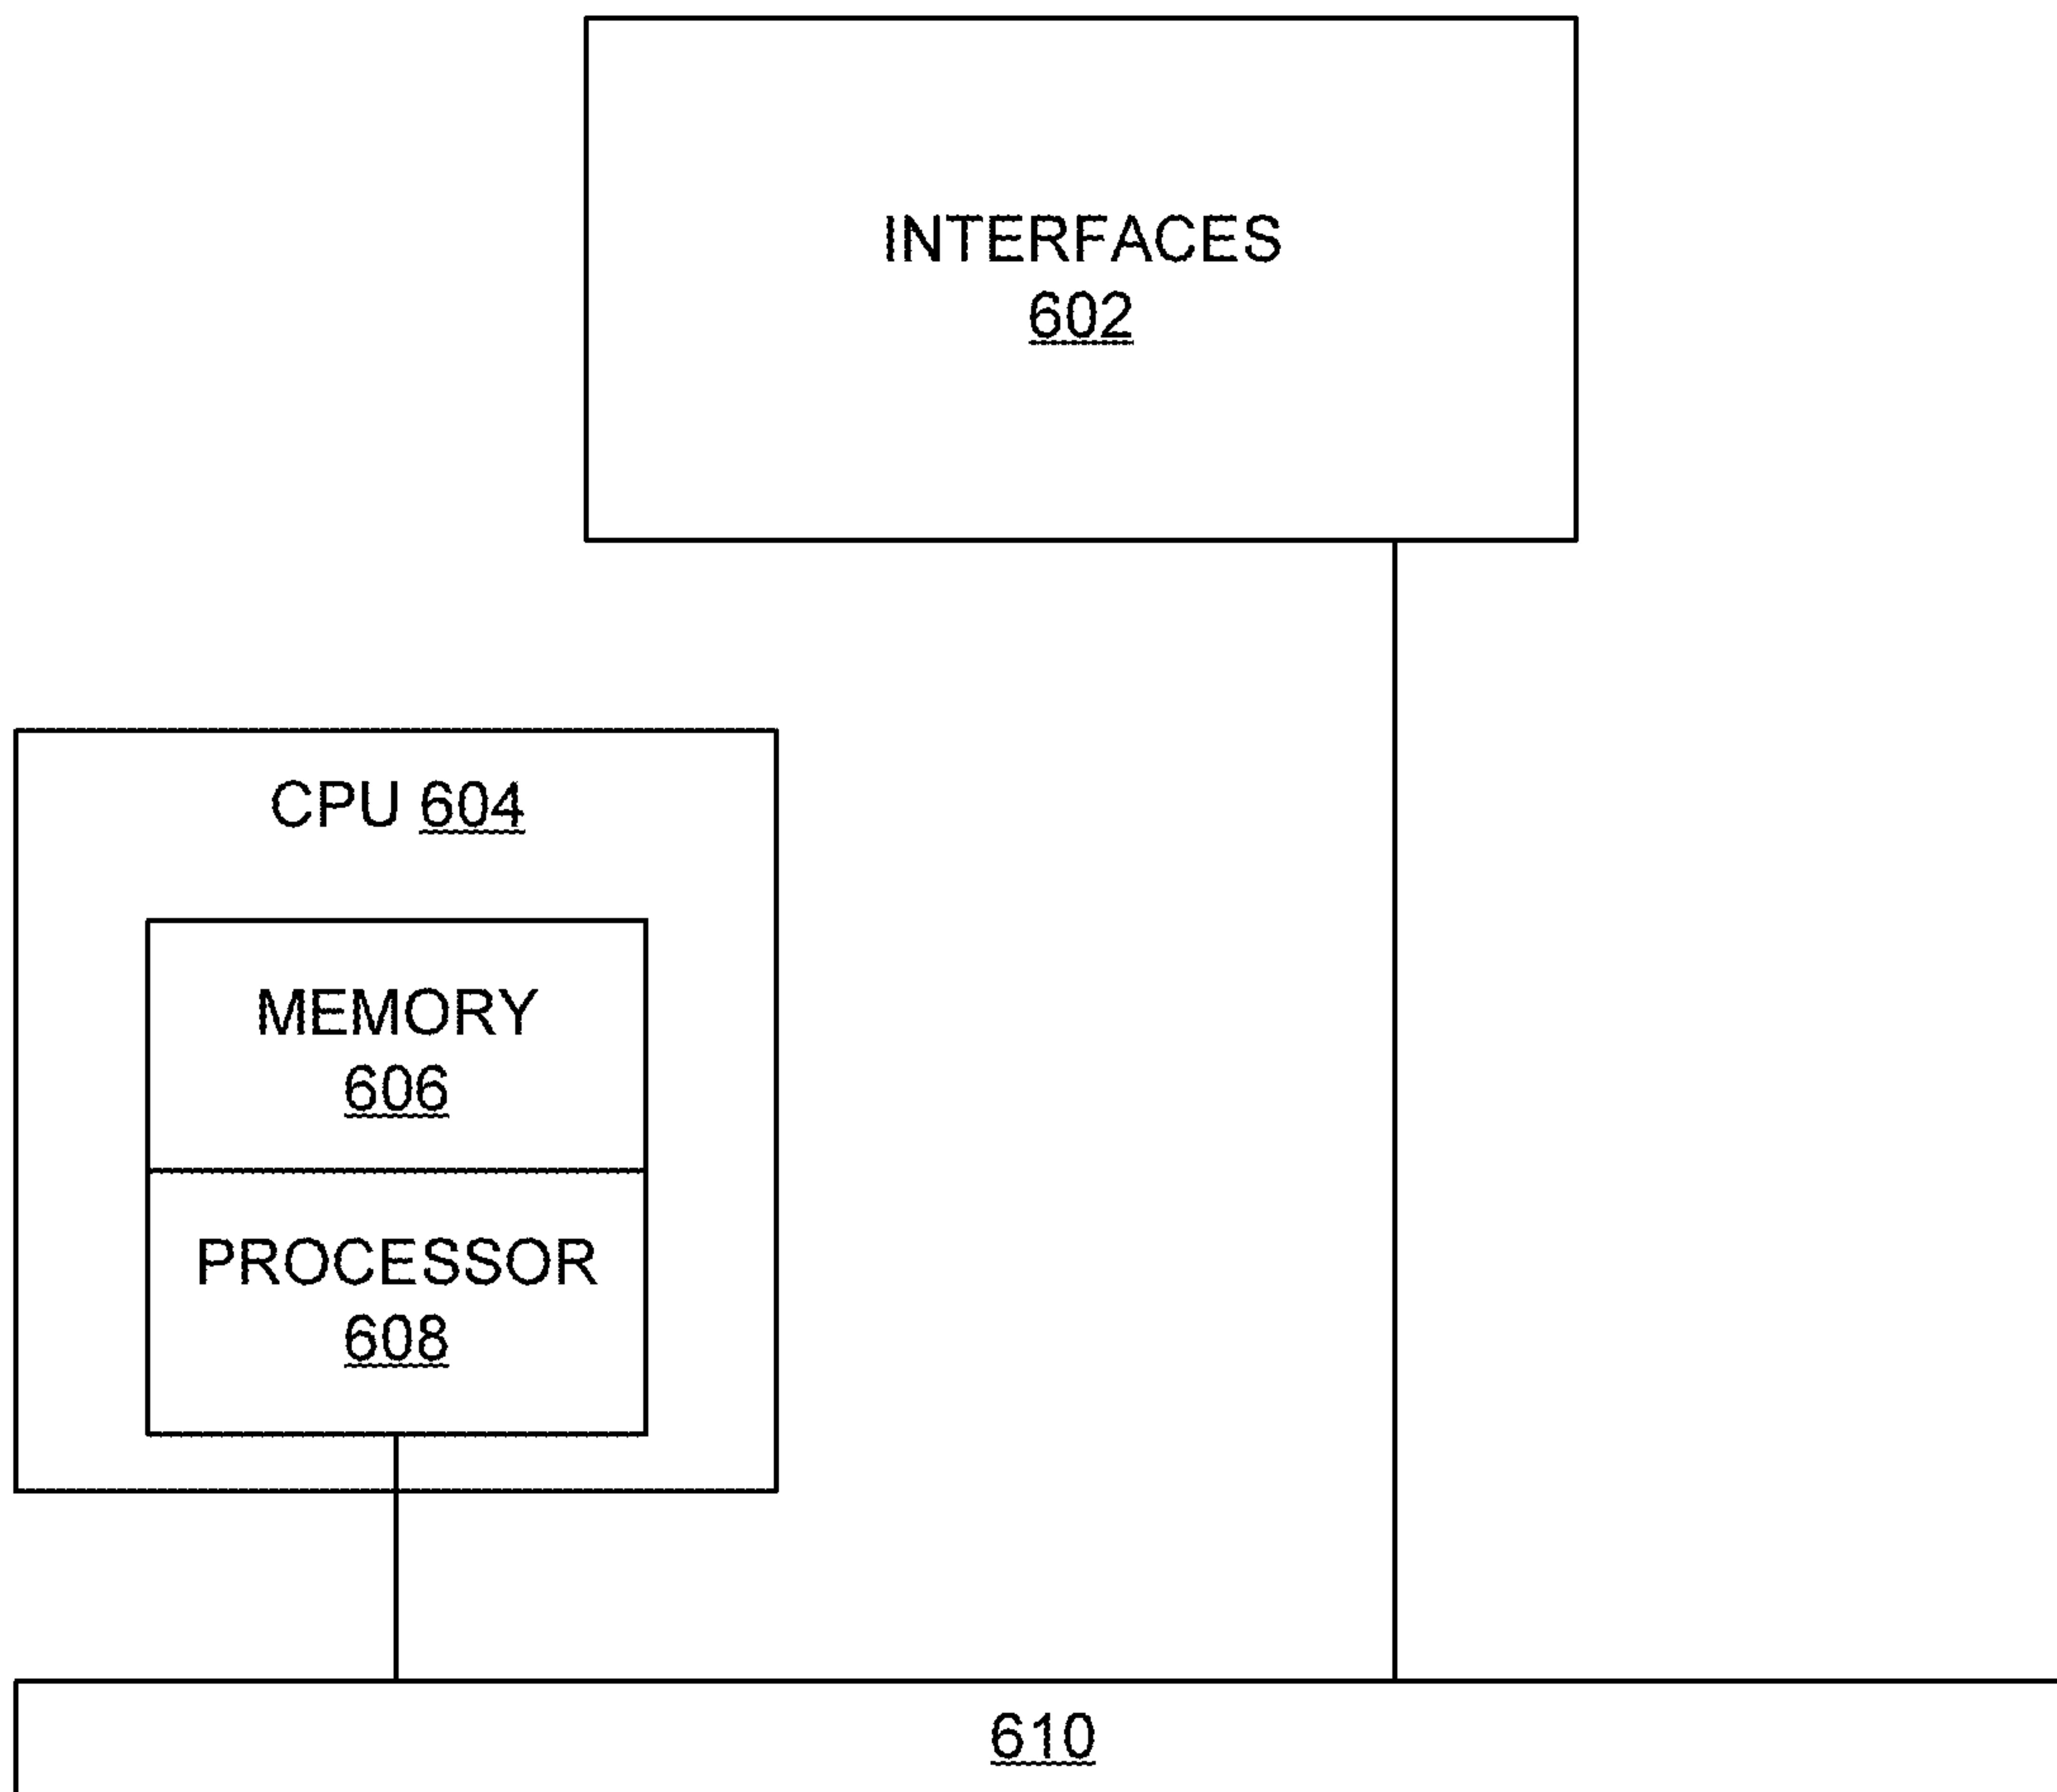 INTERFACES
602
CPU 604
MEMORY
606
PROCESSOR
608
610